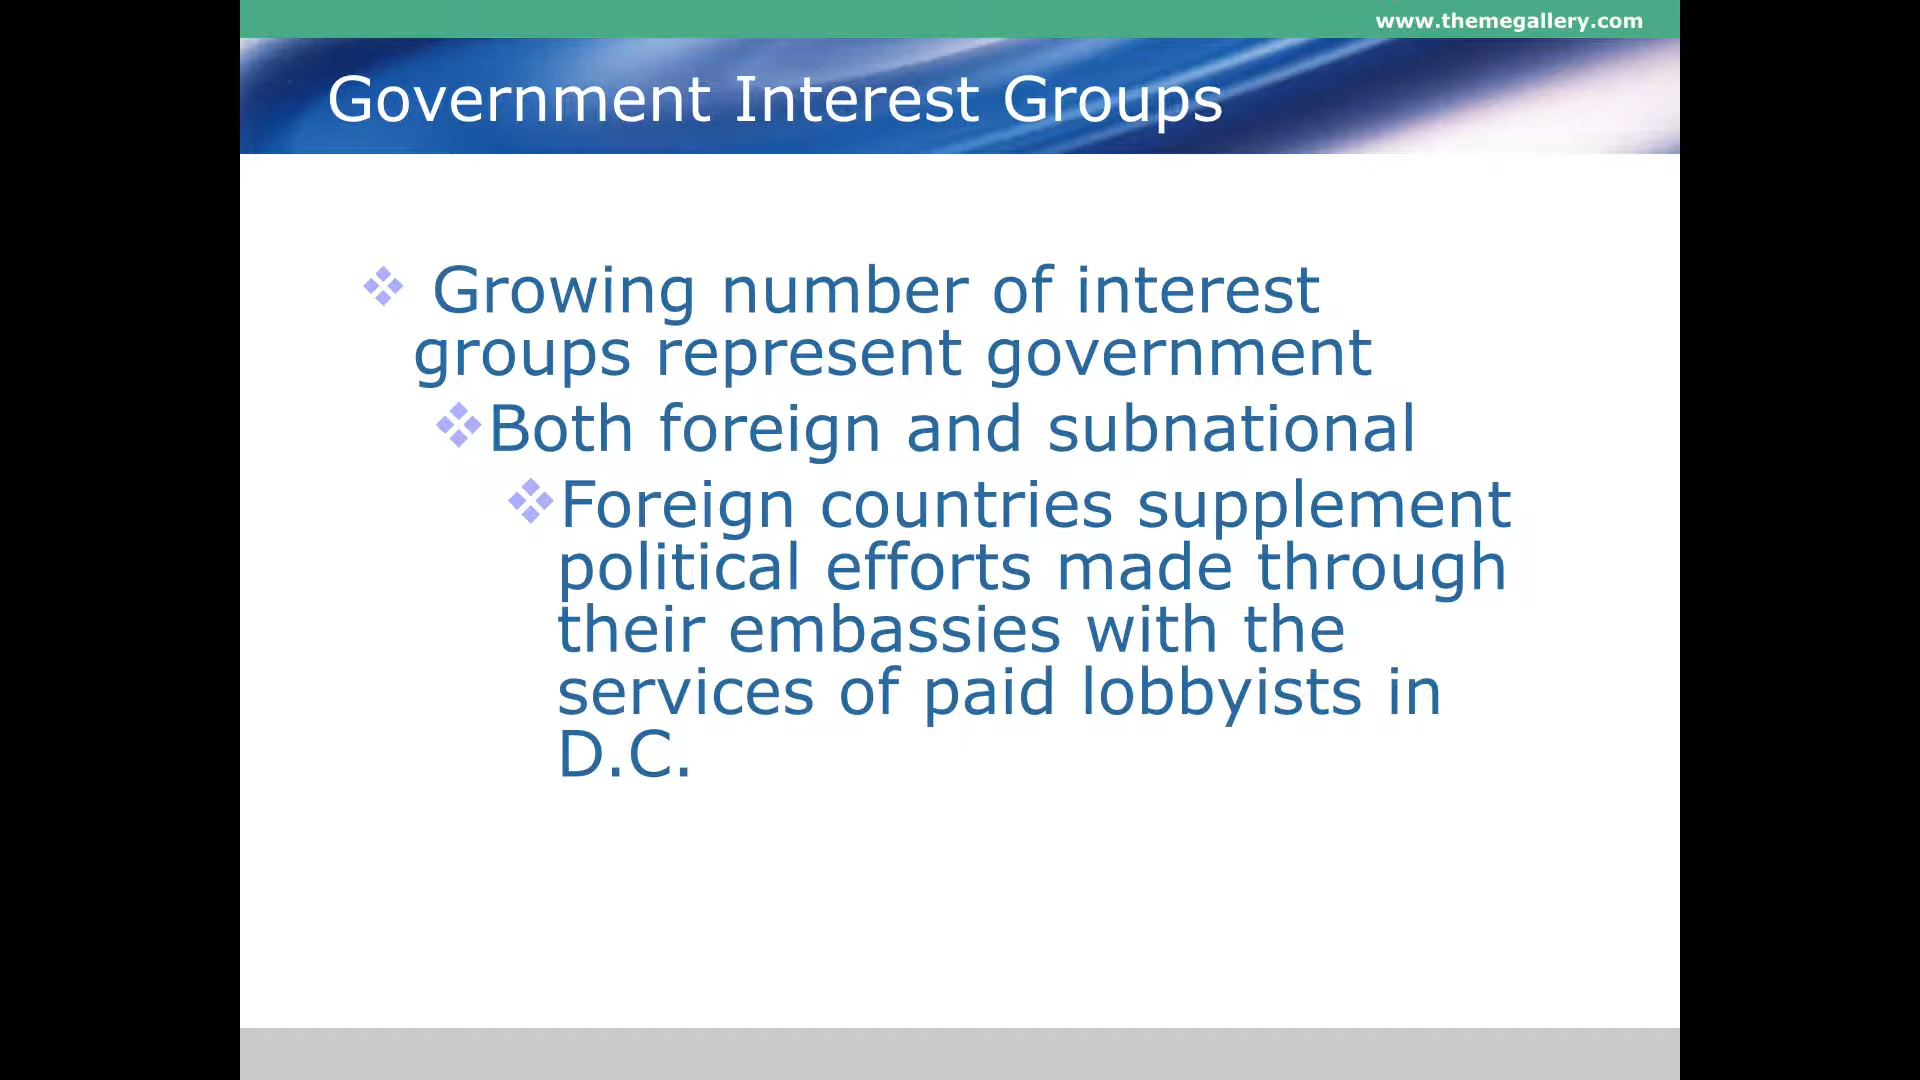 www.themegallery.com
Government Interest Groups
Growing number of interest
groups represent government
Both foreign and subnational
Foreign countries supplement
political efforts made through
their embassies with the
services of paid lobbyists in
D.C.